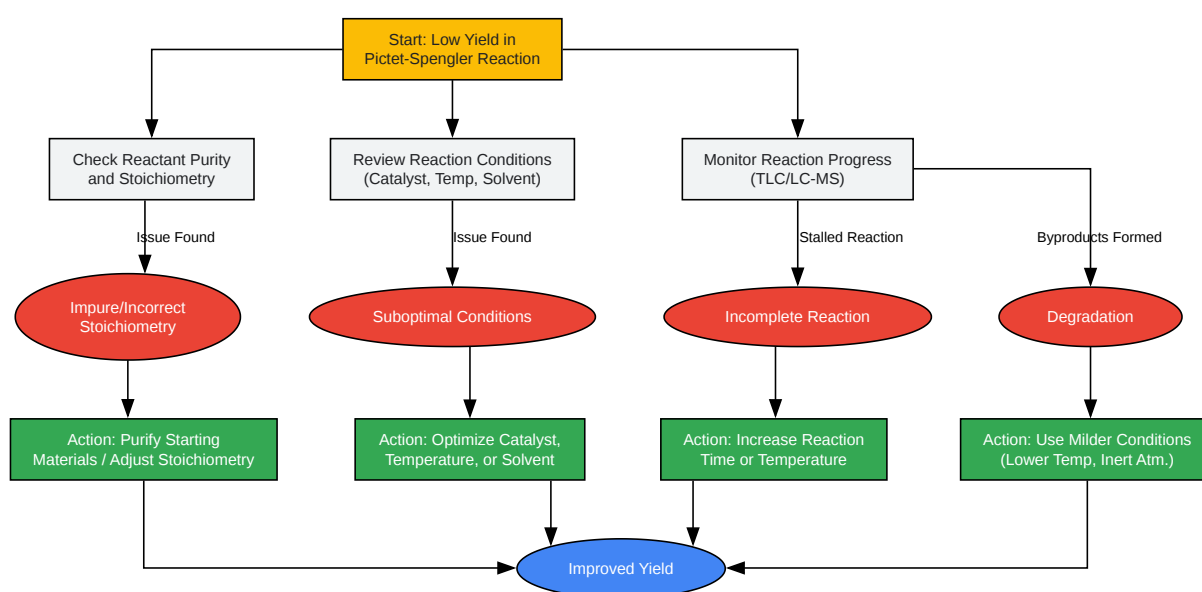 Start: Low Yield in
Pictet-Spengler Reaction
Check Reactant Purity
and Stoichiometry
Review Reaction Conditions
(Catalyst, Temp, Solvent)
Monitor Reaction Progress
(TLC/LC-MS)
Issue Found
Issue Found
Stalled Reaction
Byproducts Formed
Impure/Incorrect
Stoichiometry
Suboptimal Conditions
Incomplete Reaction
Degradation
Action: Purify Starting
Materials / Adjust Stoichiometry
Action: Optimize Catalyst,
Temperature, or Solvent
Action: Increase Reaction
Time or Temperature
Action: Use Milder Conditions
(Lower Temp, Inert Atm.)
Improved Yield